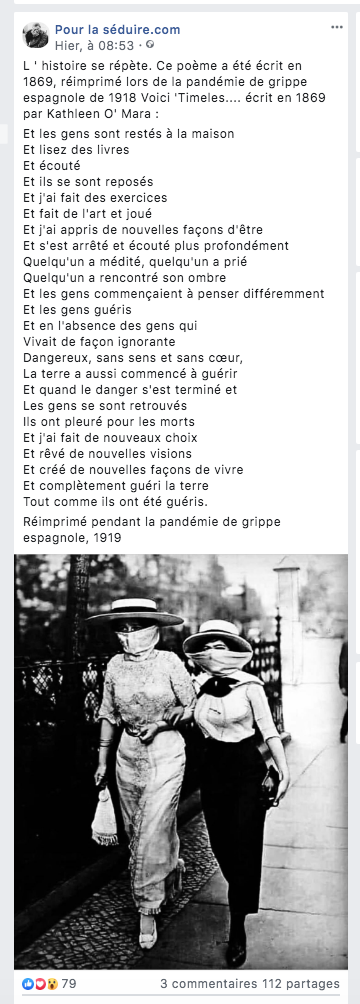 Pour la séduire.com
Hier, à 08:53 ·
L ' histoire se répète. Ce poème a été écrit en
1869, réimprimé lors de la pandémie de grippe
espagnole de 1918 Voici 'Timeles.... écrit en 1869
par Kathleen O' Mara :
Et les gens sont restés à la maison
Et lisez des livres
Et écouté
Et ils se sont reposés
Et j'ai fait des exercices
Et fait de l'art et joué
Et j'ai appris de nouvelles façons d'être
Et s'est arrêté et écouté plus profondément
Quelqu'un a médité, quelqu'un a prié
Quelqu'un a rencontré son ombre
Et les gens commençaient à penser différemment
Et les gens guéris
Et en l'absence des gens qui
Vivait de façon ignorante
Dangereux, sans sens et sans cœur,
La terre a aussi commencé à guérir
Et quand le danger s'est terminé et
Les gens se sont retrouvés
Ils ont pleuré pour les morts
Et j'ai fait de nouveaux choix
Et rêvé de nouvelles visions
Et créé de nouvelles façons de vivre
Et complètement guéri la terre
Tout comme ils ont été guéris.
Réimprimé pendant la pandémie de grippe
espagnole, 1919
79
3 commentaires 112 partages